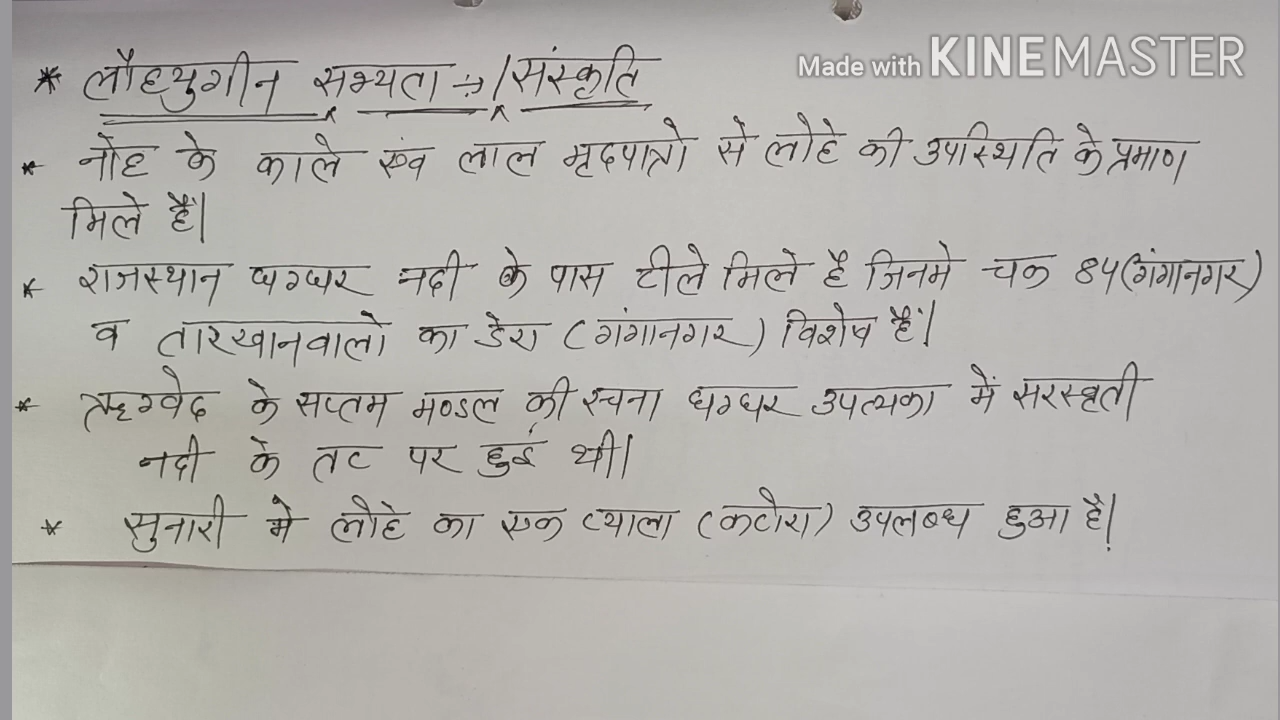 Made with KINEMASTER
* लौहयुगीन सभ्यता →/संस्कृति
* नोह के काले एवं लाल मृदपात्रो से लोहे की उपस्थिति के प्रमाण
मिले हैं।
* राजस्थान घग्घर नदी के पास टीले मिले है जिनमे चक 84(गंगानगर)
व तारखानवालो का डेरा (गंगानगर) विशेष हैं।
* ऋग्वेद के सप्तम मण्डल की रचना घग्घर उपत्यका में सरस्वती
नदी के तट पर हुई थी।
* सुनारी मे लोहे का एक प्याला (कटोरा) उपलब्ध हुआ है।